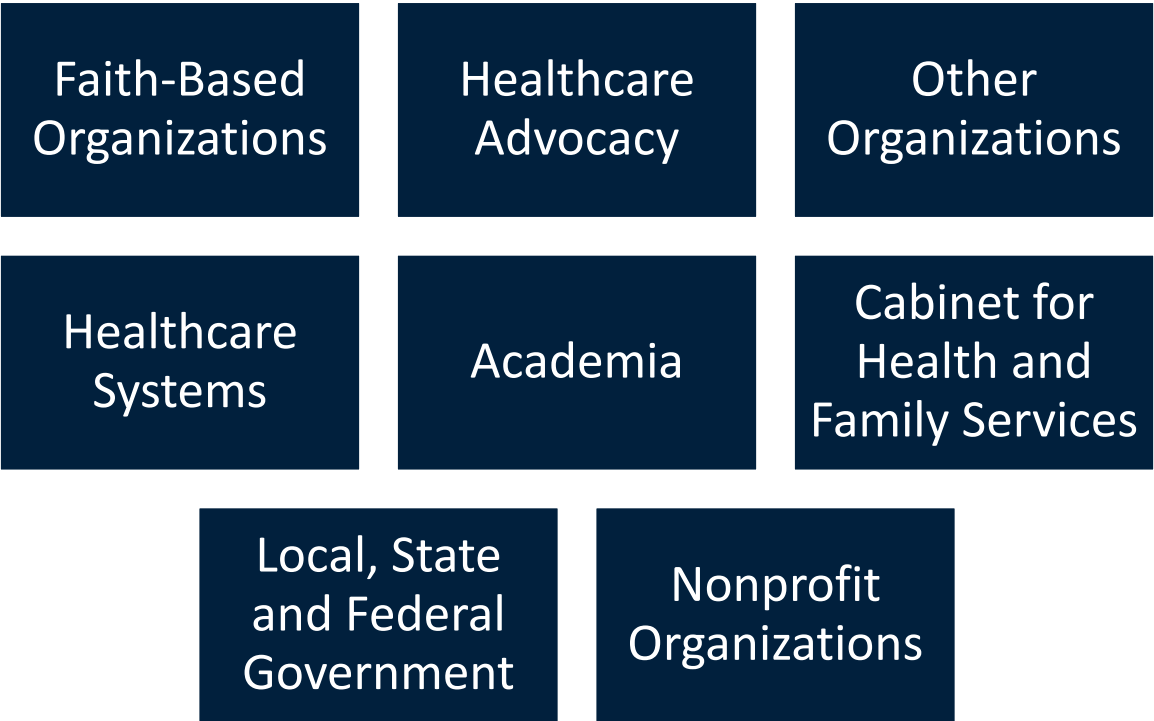 Faith-Based
Organizations
Healthcare
Advocacy
Other
Organizations
Healthcare
Systems
Academia
Cabinet for
Health and
Family Services
Local, State
and Federal
Government
Nonprofit
Organizations